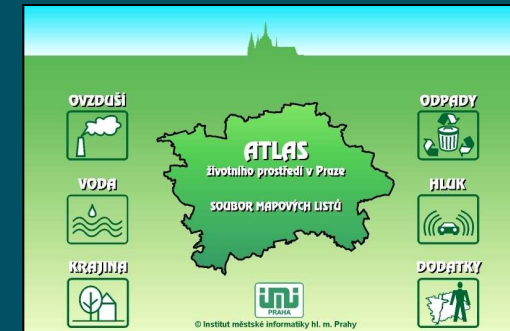 OVZDUŠÍ
VODA
KRAJINA
ATLAS
životního prostředí v Praze
SOUBOR MAPOVÝCH LISTŮ
imi
PRAHA
© Institut městské informatiky hl. m. Prahy
ODPADY
HLUK
DODATKY